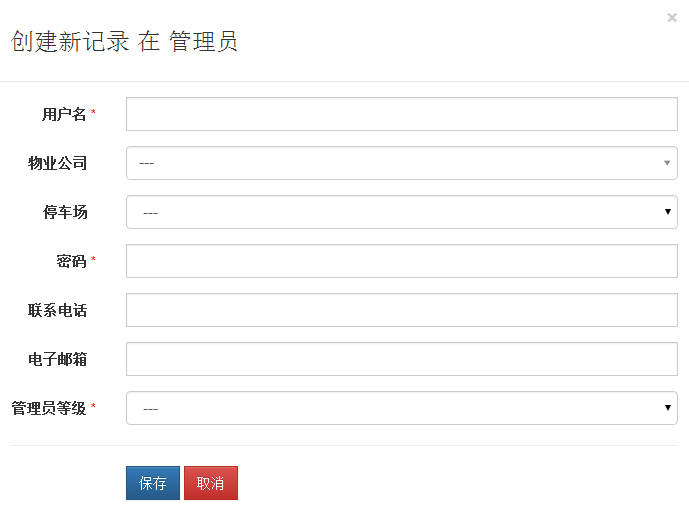 ×
创建新记录 在 管理员
用户名 *
物业公司 ---
停车场 ---
密码 *
联系电话
电子邮箱
管理员等级 * ---
保存 取消